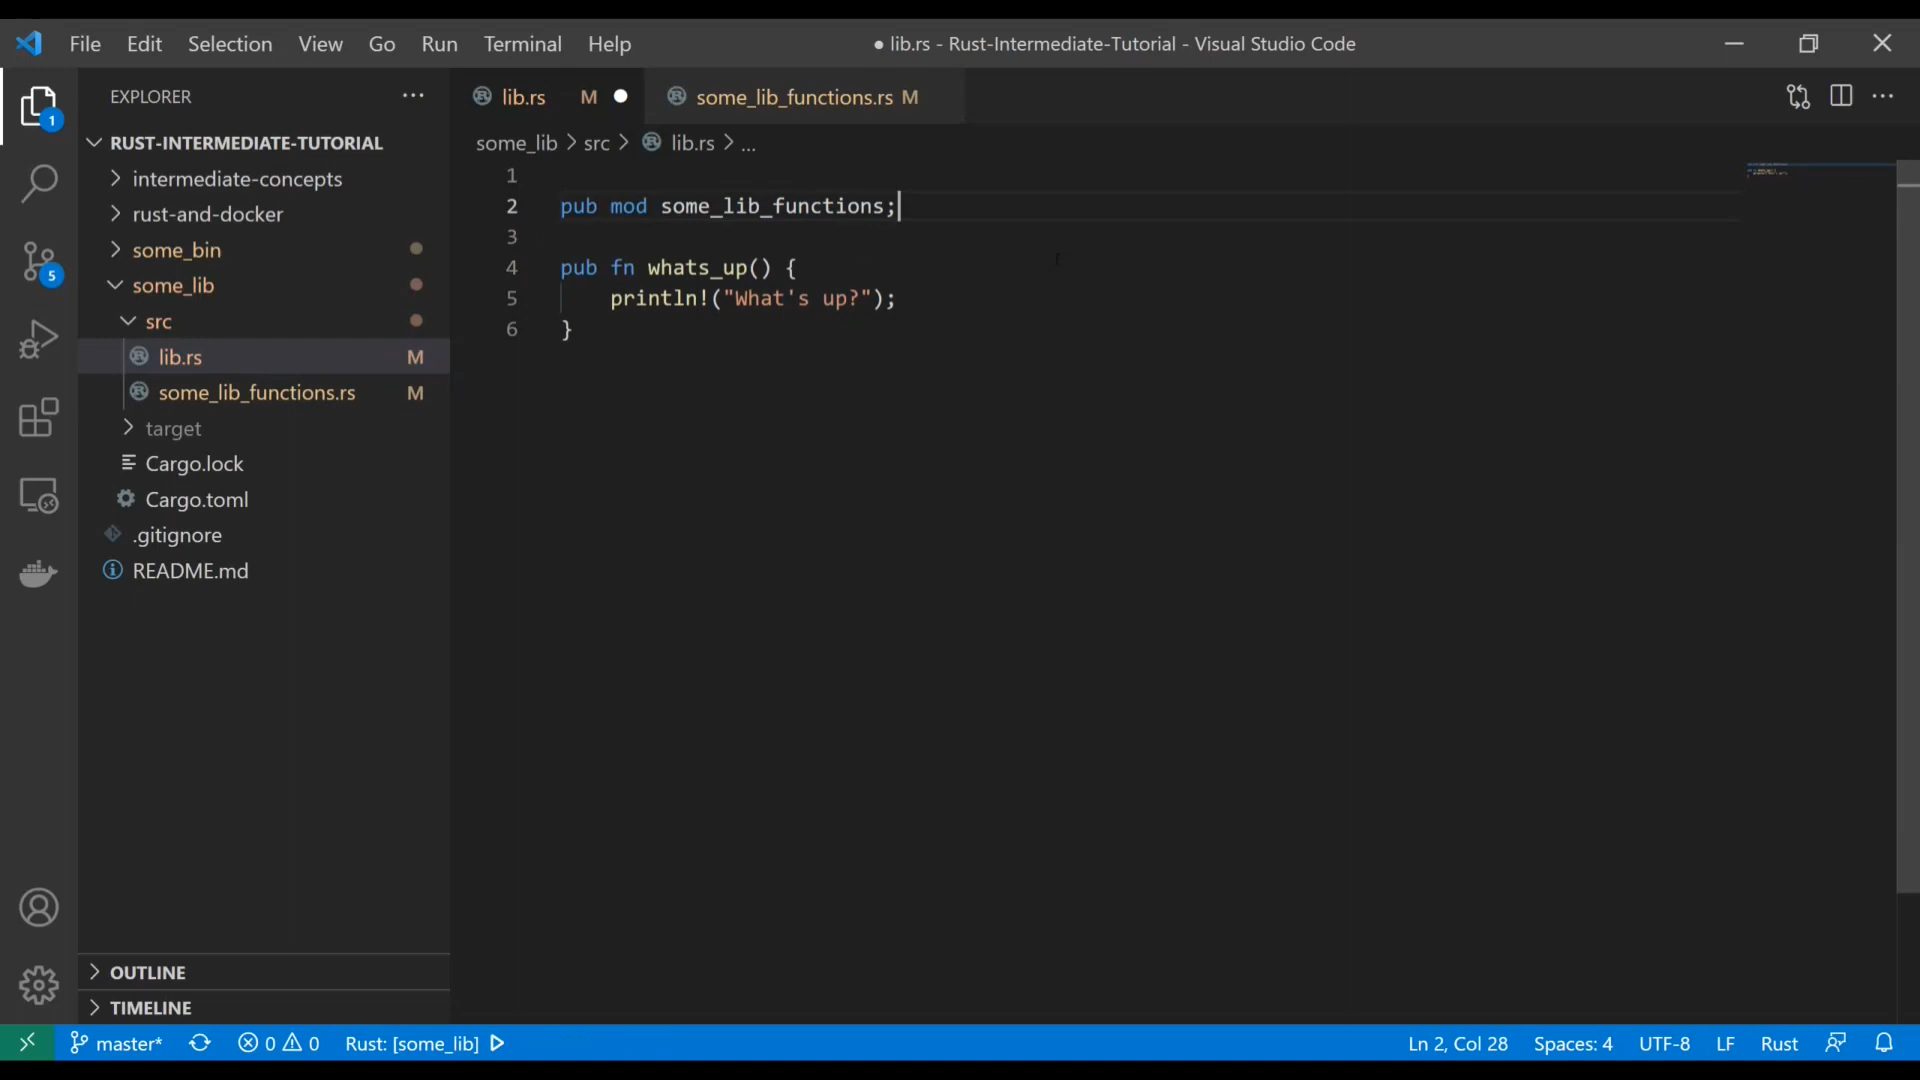 File Edit Selection View Go Run Terminal Help
● lib.rs - Rust-Intermediate-Tutorial - Visual Studio Code
EXPLORER
lib.rs M
some_lib_functions.rs M
1
RUST-INTERMEDIATE-TUTORIAL
some_lib > src > lib.rs > ...
intermediate-concepts
rust-and-docker
some_bin
some_lib
src
lib.rs M
some_lib_functions.rs M
target
Cargo.lock
Cargo.toml
.gitignore
README.md
5
1
2 pub mod some_lib_functions;
3
4 pub fn whats_up() {
5 println!("What's up?");
6 }
OUTLINE
TIMELINE
master* 0 0 Rust: [some_lib] Ln 2, Col 28 Spaces: 4 UTF-8 LF Rust